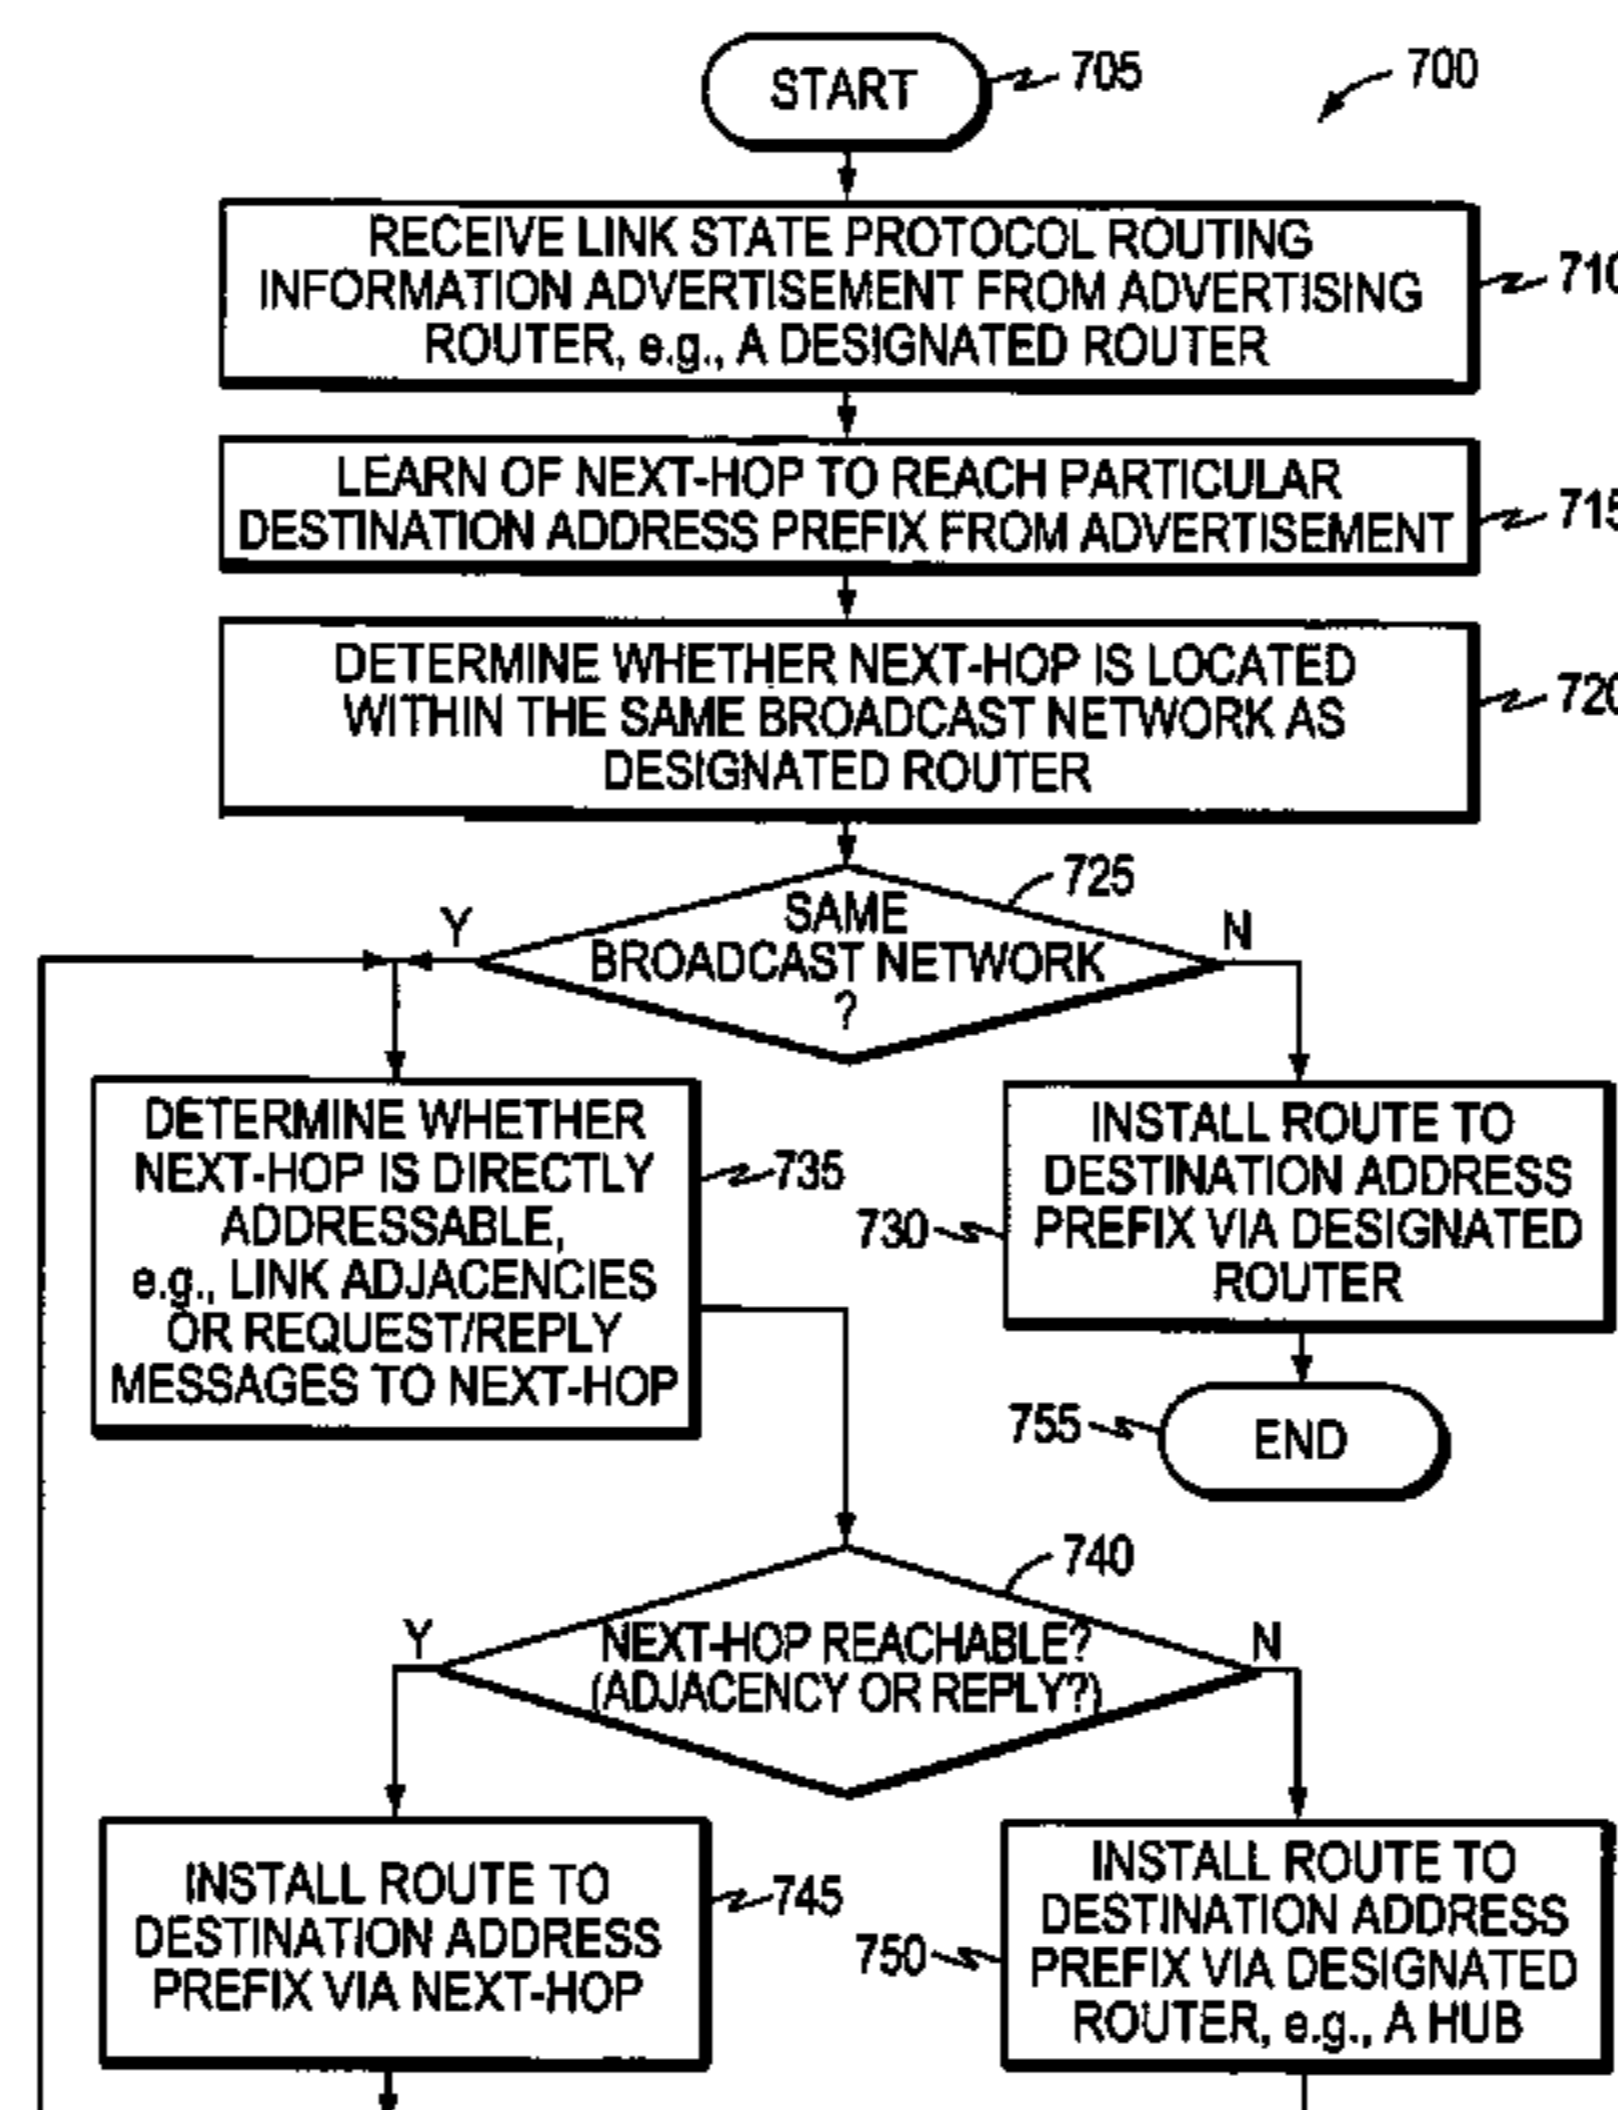 START
705
700
RECEIVE LINK STATE PROTOCOL ROUTING
INFORMATION ADVERTISEMENT FROM ADVERTISING
ROUTER, e.g., A DESIGNATED ROUTER
710
LEARN OF NEXT-HOP TO REACH PARTICULAR
DESTINATION ADDRESS PREFIX FROM ADVERTISEMENT
715
DETERMINE WHETHER NEXT-HOP IS LOCATED
WITHIN THE SAME BROADCAST NETWORK AS
DESIGNATED ROUTER
720
725
Y
SAME
BROADCAST NETWORK
?
N
DETERMINE WHETHER
NEXT-HOP IS DIRECTLY
ADDRESSABLE,
e.g., LINK ADJACENCIES
OR REQUEST/REPLY
MESSAGES TO NEXT-HOP
735
730
INSTALL ROUTE TO
DESTINATION ADDRESS
PREFIX VIA DESIGNATED
ROUTER
755
END
740
Y
NEXT-HOP REACHABLE?
(ADJACENCY OR REPLY?)
N
INSTALL ROUTE TO
DESTINATION ADDRESS
PREFIX VIA NEXT-HOP
745
750
INSTALL ROUTE TO
DESTINATION ADDRESS
PREFIX VIA DESIGNATED
ROUTER, e.g., A HUB